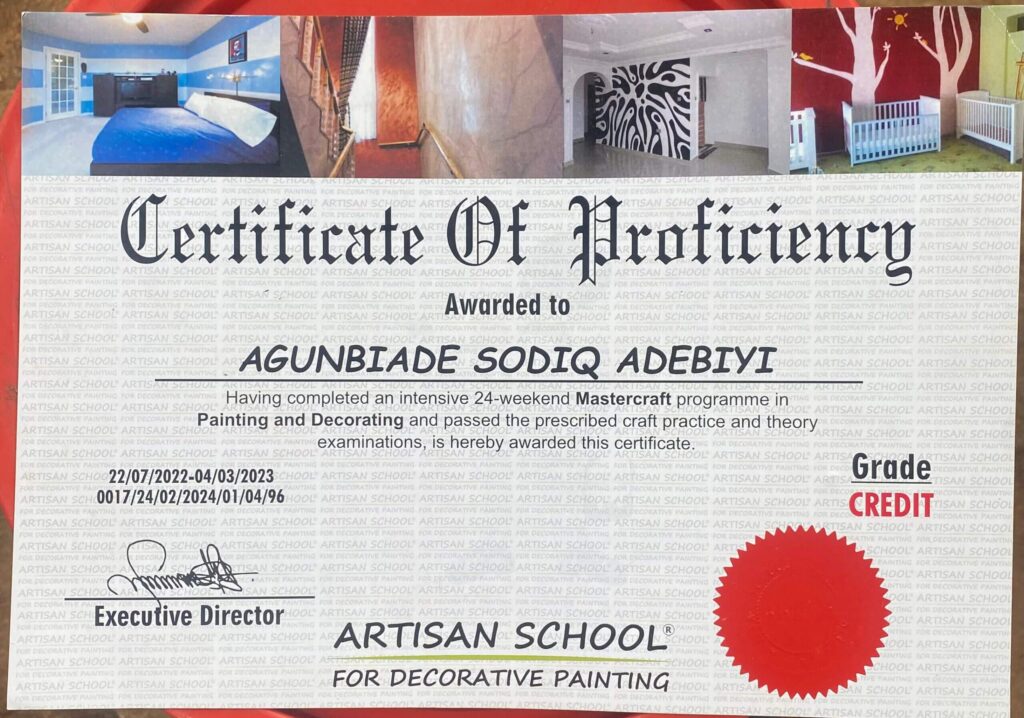 Certificate Of Proficiency
Awarded to
AGUNBIADE SODIQ ADEBIYI
Having completed an intensive 24-weekend Mastercraft programme in
Painting and Decorating and passed the prescribed craft practice and theory
examinations, is hereby awarded this certificate.
22/07/2022-04/03/2023
0017/24/02/2024/01/04/96
Grade
CREDIT
Executive Director
ARTISAN SCHOOL®
FOR DECORATIVE PAINTING